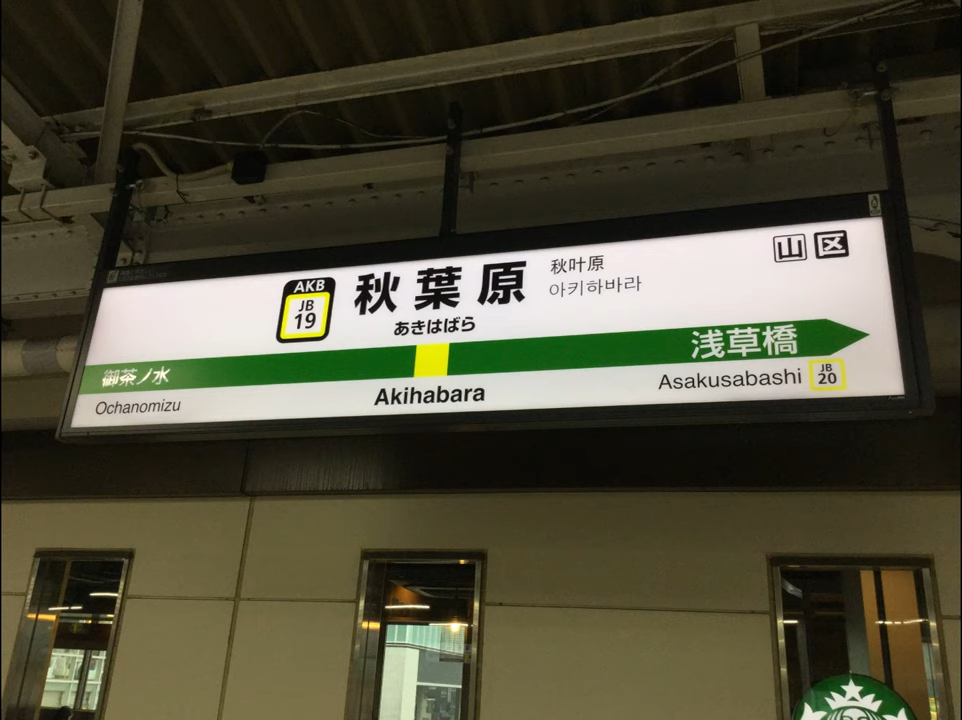 山 区
AKB
JB
19
秋葉原
秋叶原
아키하바라
あきはばら
御茶ノ水
浅草橋
Ochanomizu
Akihabara
Asakusabashi
JB
20